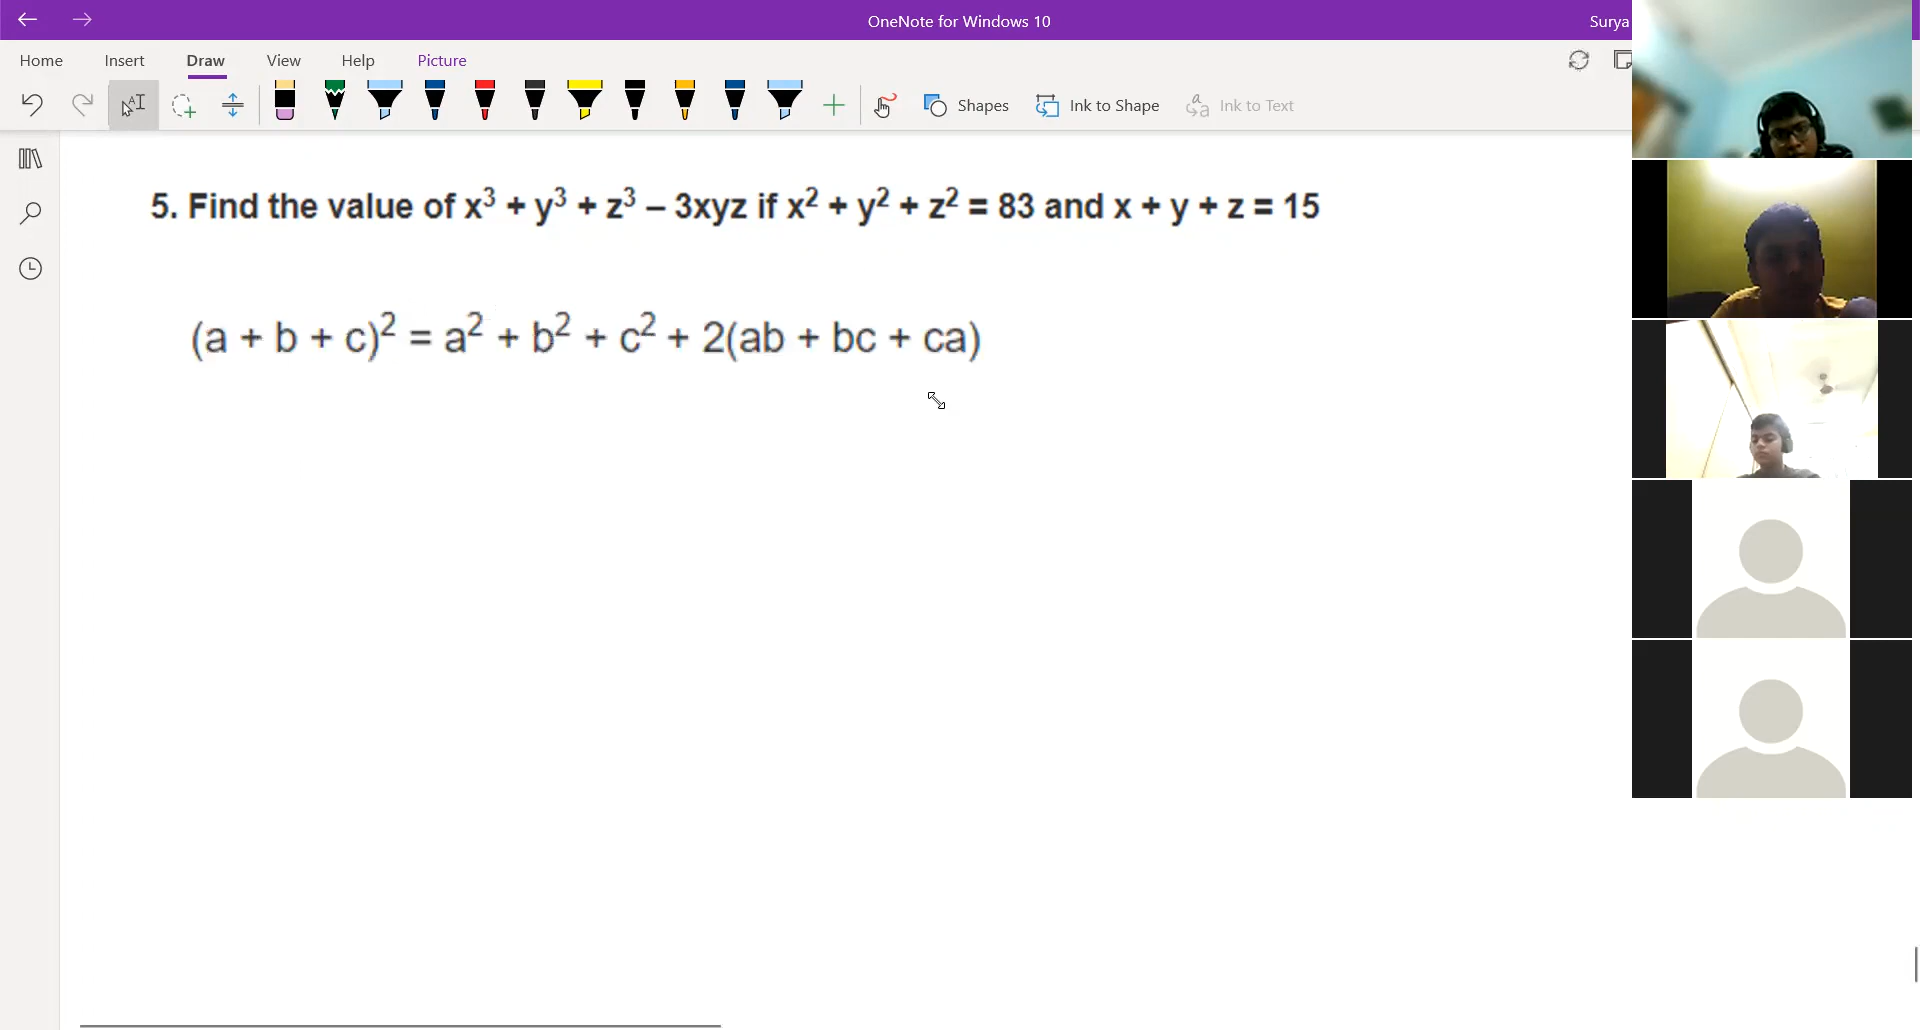 OneNote for Windows 10
Surya
Home Insert Draw View Help Picture
Shapes Ink to Shape Ink to Text
5. Find the value of x³ + y³ + z³ – 3xyz if x² + y² + z² = 83 and x + y + z = 15
(a + b + c)² = a² + b² + c² + 2(ab + bc + ca)